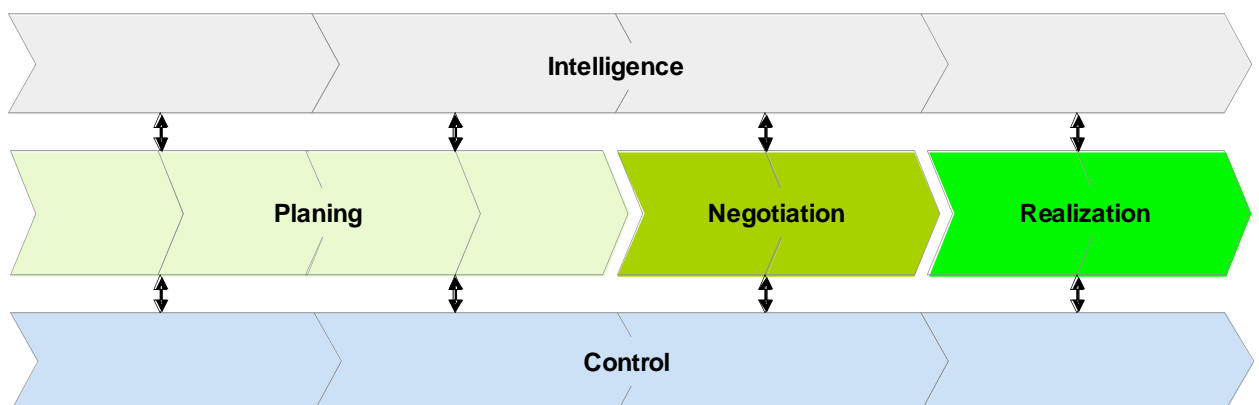 Intelligence
Planing
Negotiation
Realization
Control